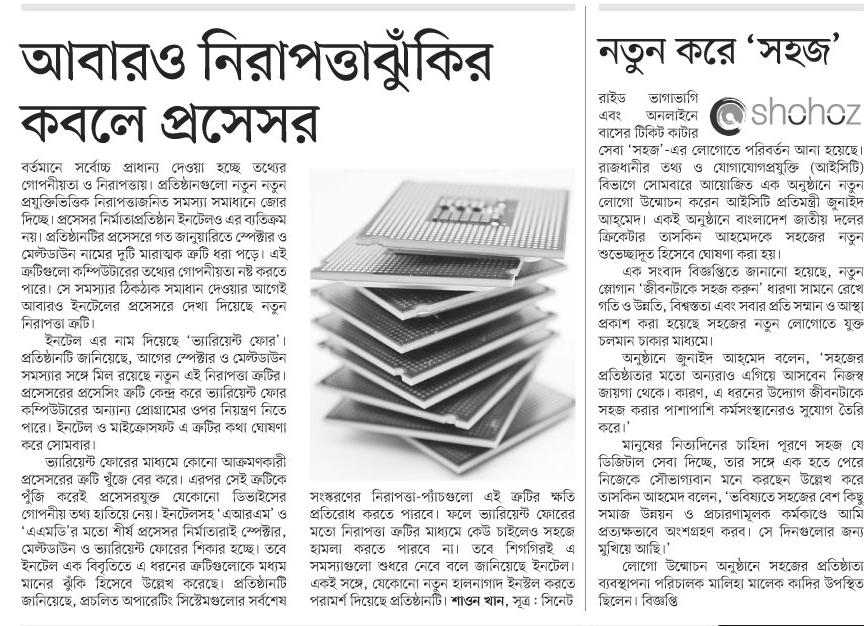 আবারও নিরাপত্তাঝুঁকির
কবলে প্রসেসর
বর্তমানে সর্বোচ্চ প্রাধান্য দেওয়া হচ্ছে তথ্যের
গোপনীয়তা ও নিরাপত্তায়। প্রতিষ্ঠানগুলো নতুন নতুন
প্রযুক্তিভিত্তিক নিরাপত্তাজনিত সমস্যা সমাধানে জোর
দিচ্ছে। প্রসেসর নির্মাতাপ্রতিষ্ঠান ইনটেলও এর ব্যতিক্রম
নয়। প্রতিষ্ঠানটির প্রসেসরে গত জানুয়ারিতে স্পেক্টার ও
মেল্টডাউন নামের দুটি মারাত্মক ত্রুটি ধরা পড়ে। এই
ত্রুটিগুলো কম্পিউটারের তথ্যের গোপনীয়তা নষ্ট করতে
পারে। সে সমস্যার ঠিকঠাক সমাধান দেওয়ার আগেই
আবারও ইনটেলের প্রসেসরে দেখা দিয়েছে নতুন
নিরাপত্তা ত্রুটি।
ইনটেল এর নাম দিয়েছে ‘ভ্যারিয়েন্ট ফোর’।
প্রতিষ্ঠানটি জানিয়েছে, আগের স্পেক্টার ও মেল্টডাউন
সমস্যার সঙ্গে মিল রয়েছে নতুন এই নিরাপত্তা ত্রুটির।
প্রসেসরের প্রসেসিং ত্রুটি কেন্দ্র করে ভ্যারিয়েন্ট ফোর
কম্পিউটারের অন্যান্য প্রোগ্রামের ওপর নিয়ন্ত্রণ নিতে
পারে। ইনটেল ও মাইক্রোসফট এ ত্রুটির কথা ঘোষণা
করে সোমবার।
ভ্যারিয়েন্ট ফোরের মাধ্যমে কোনো আক্রমণকারী
প্রসেসরের ত্রুটি খুঁজে বের করে। এরপর সেই ত্রুটিকে
পুঁজি করেই প্রসেসরযুক্ত যেকোনো ডিভাইসের
গোপনীয় তথ্য হাতিয়ে নেয়। ইনটেলসহ ‘এআরএম’ ও
‘এএমডি’র মতো শীর্ষ প্রসেসর নির্মাতারাই স্পেক্টার,
মেল্টডাউন ও ভ্যারিয়েন্ট ফোরের শিকার হচ্ছে। তবে
ইনটেল এক বিবৃতিতে এ ধরনের ত্রুটিগুলোকে মধ্যম
মানের ঝুঁকি হিসেবে উল্লেখ করেছে। প্রতিষ্ঠানটি
জানিয়েছে, প্রচলিত অপারেটিং সিস্টেমগুলোর সর্বশেষ
সংস্করণের নিরাপত্তা-প্যাঁচগুলো এই ত্রুটির ক্ষতি
প্রতিরোধ করতে পারবে। ফলে ভ্যারিয়েন্ট ফোরের
মতো নিরাপত্তা ত্রুটির মাধ্যমে কেউ চাইলেও সহজে
হামলা করতে পারবে না। তবে শিগগিরই এ
সমস্যাগুলো শুধরে নেবে বলে জানিয়েছে ইনটেল।
একই সঙ্গে, যেকোনো নতুন হালনাগাদ ইনস্টল করতে
পরামর্শ দিয়েছে প্রতিষ্ঠানটি। শাওন খান, সূত্র : সিনেট
নতুন করে ‘সহজ’
shohoz
রাইড ভাগাভাগি
এবং অনলাইনে
বাসের টিকিট কাটার
সেবা ‘সহজ’-এর লোগোতে পরিবর্তন আনা হয়েছে।
রাজধানীর তথ্য ও যোগাযোগপ্রযুক্তি (আইসিটি)
বিভাগে সোমবারে আয়োজিত এক অনুষ্ঠানে নতুন
লোগো উন্মোচন করেন আইসিটি প্রতিমন্ত্রী জুনাইদ
আহ্‌মেদ। একই অনুষ্ঠানে বাংলাদেশ জাতীয় দলের
ক্রিকেটার তাসকিন আহমেদকে সহজের নতুন
শুভেচ্ছাদূত হিসেবে ঘোষণা করা হয়।
এক সংবাদ বিজ্ঞপ্তিতে জানানো হয়েছে, নতুন
স্লোগান ‘জীবনটাকে সহজ করুন’ ধারণা সামনে রেখে
গতি ও উন্নতি, বিশ্বস্ততা এবং সবার প্রতি সম্মান ও আস্থা
প্রকাশ করা হয়েছে সহজের নতুন লোগোতে যুক্ত
চলমান চাকার মাধ্যমে।
অনুষ্ঠানে জুনাইদ আহমেদ বলেন, ‘সহজের
প্রতিষ্ঠাতার মতো অন্যরাও এগিয়ে আসবেন নিজস্ব
জায়গা থেকে। কারণ, এ ধরনের উদ্যোগ জীবনটাকে
সহজ করার পাশাপাশি কর্মসংস্থানেরও সুযোগ তৈরি
করে।’
মানুষের নিত্যদিনের চাহিদা পূরণে সহজ যে
ডিজিটাল সেবা দিচ্ছে, তার সঙ্গে এক হতে পেরে
নিজেকে সৌভাগ্যবান মনে করছেন উল্লেখ করে
তাসকিন আহমেদ বলেন, ‘ভবিষ্যতে সহজের বেশ কিছু
সমাজ উন্নয়ন ও প্রচারণামূলক কর্মকাণ্ডে আমি
প্রত্যক্ষভাবে অংশগ্রহণ করব। সে দিনগুলোর জন্য
মুখিয়ে আছি।’
লোগো উন্মোচন অনুষ্ঠানে সহজের প্রতিষ্ঠাতা
ব্যবস্থাপনা পরিচালক মালিহা মালেক কাদির উপস্থিত
ছিলেন। বিজ্ঞপ্তি